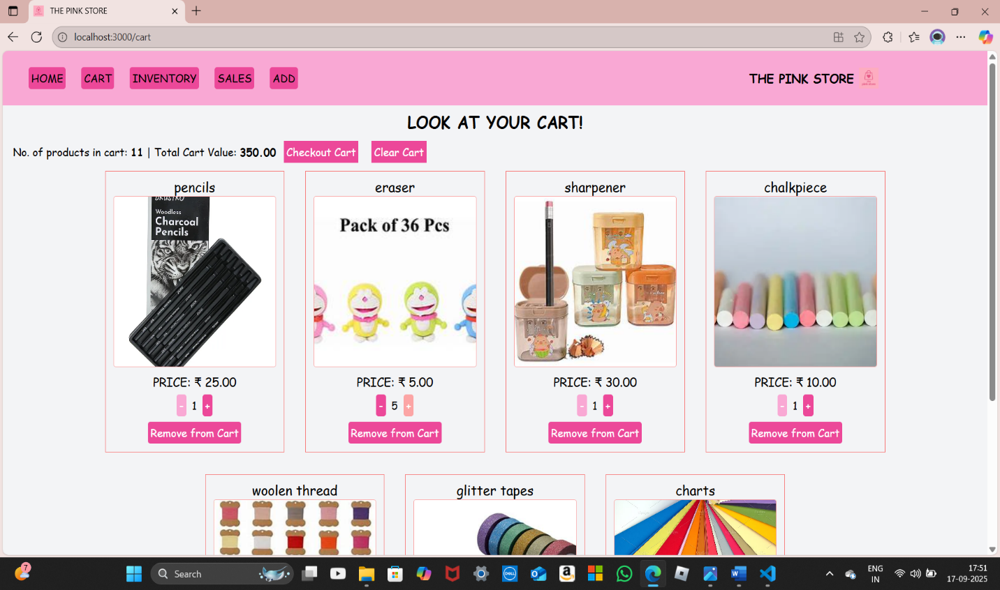 THE PINK STORE
localhost:3000/cart
HOME CART INVENTORY SALES ADD THE PINK STORE
LOOK AT YOUR CART!
No. of products in cart: 11 | Total Cart Value: 350.00 Checkout Cart Clear Cart
pencils eraser sharpener chalkpiece
Woodless
Charcoal
Pencils
Pack of 36 Pcs
PRICE: ₹ 25.00 PRICE: ₹ 5.00 PRICE: ₹ 30.00 PRICE: ₹ 10.00
- 1 + - 5 + - 1 + - 1 +
Remove from Cart Remove from Cart Remove from Cart Remove from Cart
woolen thread glitter tapes charts
7
Search
DELL
ENG
IN
17:51
17-09-2025